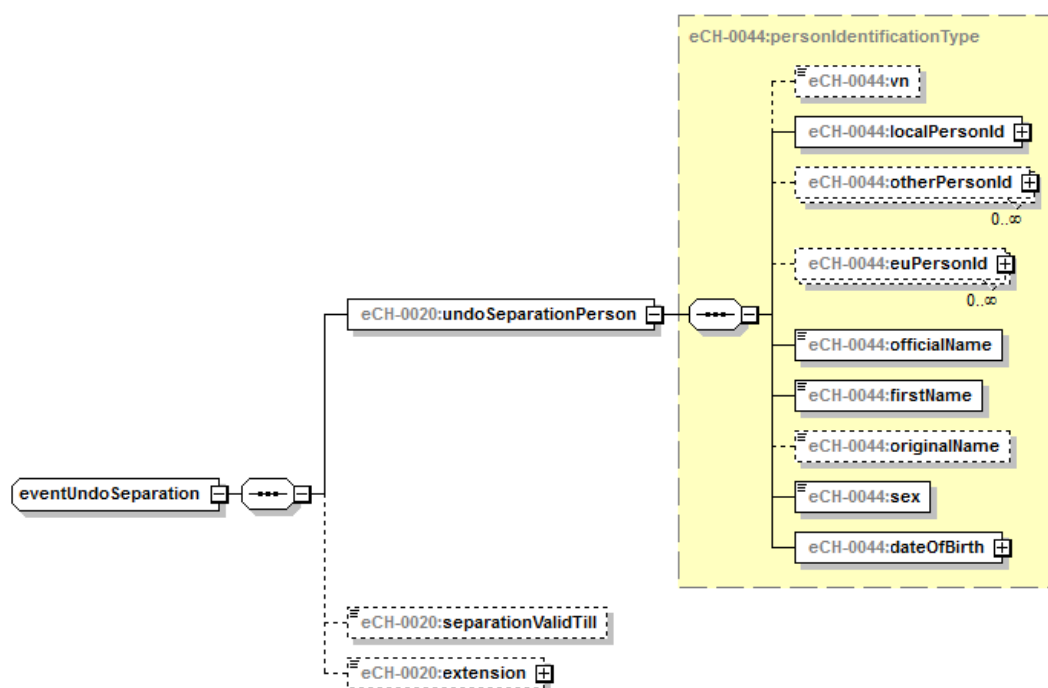 eCH-0044:personIdentificationType
eCH-0044:vn
eCH-0044:localPersonId
eCH-0044:otherPersonId
0..∞
eCH-0044:euPersonId
0..∞
eCH-0020:undoSeparationPerson
eCH-0044:officialName
eCH-0044:firstName
eCH-0044:originalName
eventUndoSeparation
eCH-0044:sex
eCH-0044:dateOfBirth
eCH-0020:separationValidTill
eCH-0020:extension